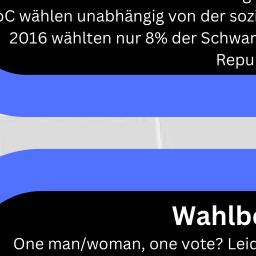 oC wählen unabhängig von der sozi
2016 wählten nur 8% der Schwar
Repu
Wahlbe
One man/woman, one vote? Leid